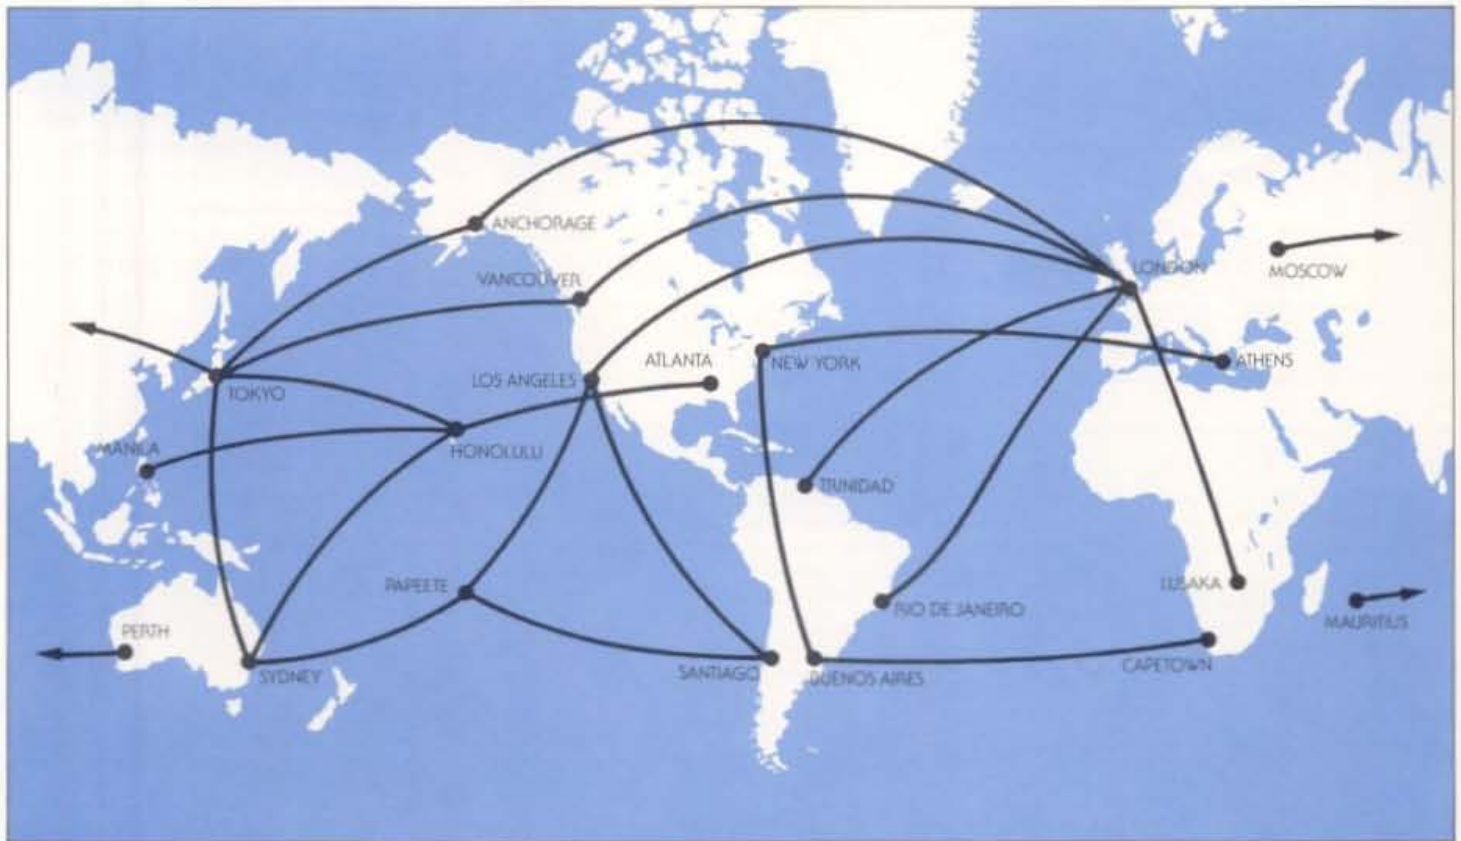 ANCHORAGE
LONDON
MOSCOW
VANCOUVER
ATLANTA
NEW YORK
ATHENS
LOS ANGELES
TOKYO
MANILA
HONOLULU
TRINIDAD
PAPEETE
LUSAKA
RIO DE JANEIRO
MAURITIUS
PERTH
SYDNEY
SANTIAGO
BUENOS AIRES
CAPETOWN